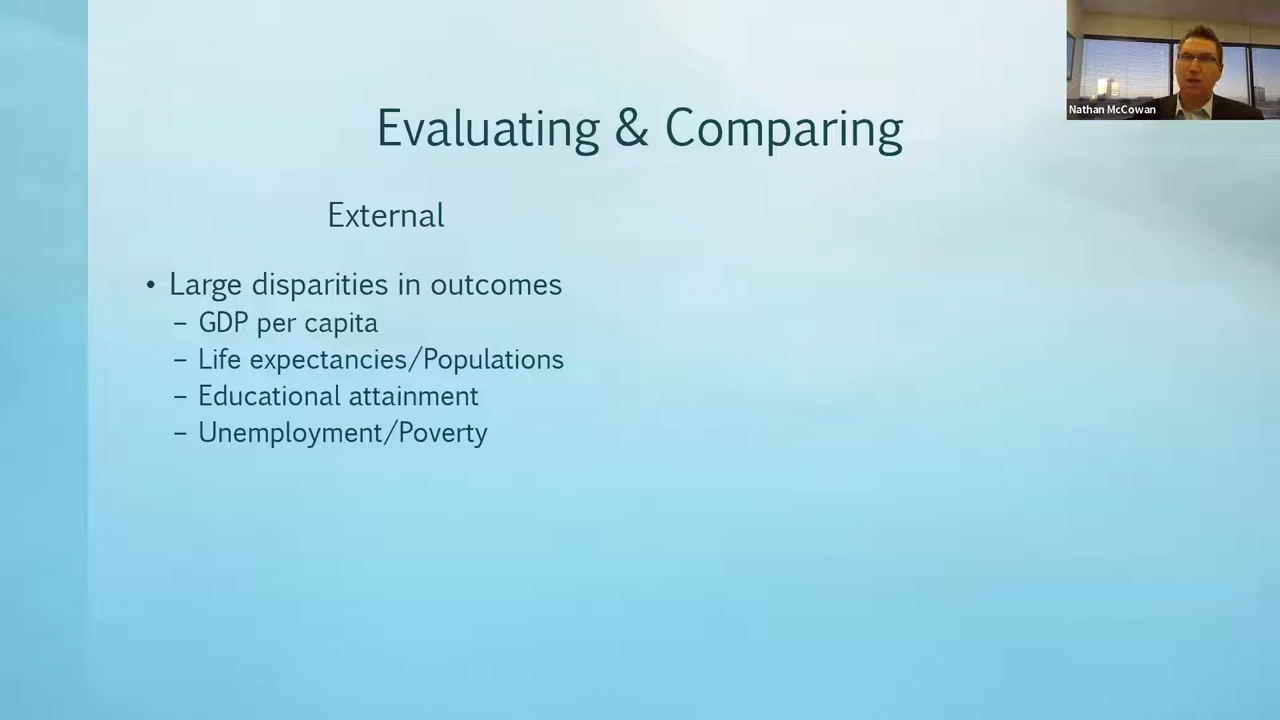 Evaluating & Comparing
External
• Large disparities in outcomes
– GDP per capita
– Life expectancies/Populations
– Educational attainment
– Unemployment/Poverty
Nathan McCowan